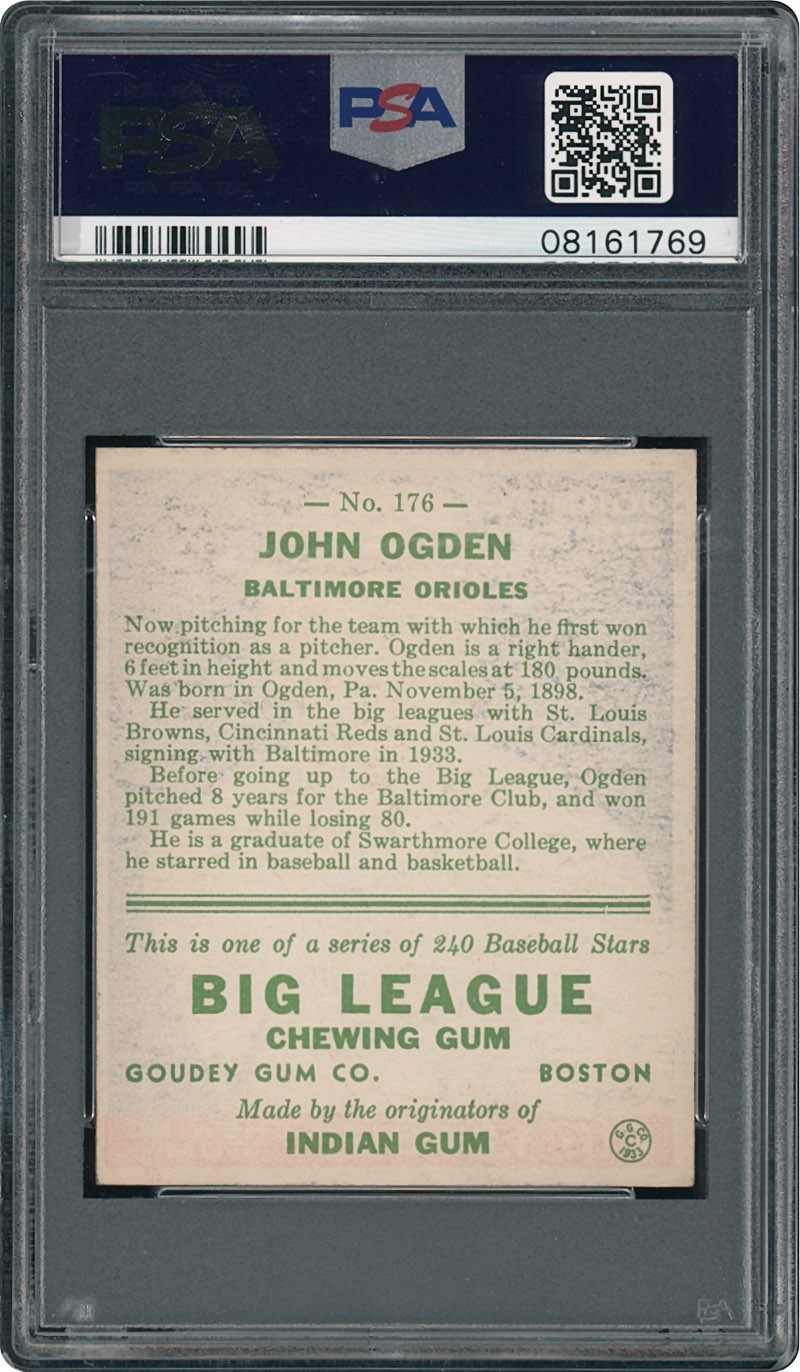 PSA
PSA
08161769
— No. 176 —
JOHN OGDEN
BALTIMORE ORIOLES
Now pitching for the team with which he first won
recognition as a pitcher. Ogden is a right hander,
6 feet in height and moves the scales at 180 pounds.
Was born in Ogden, Pa. November 5, 1898.
He served in the big leagues with St. Louis
Browns, Cincinnati Reds and St. Louis Cardinals,
signing with Baltimore in 1933.
Before going up to the Big League, Ogden
pitched 8 years for the Baltimore Club, and won
191 games while losing 80.
He is a graduate of Swarthmore College, where
he starred in baseball and basketball.
This is one of a series of 240 Baseball Stars
BIG LEAGUE
CHEWING GUM
GOUDEY GUM CO. BOSTON
Made by the originators of
INDIAN GUM
G.G.CO.
C
1933
PSA